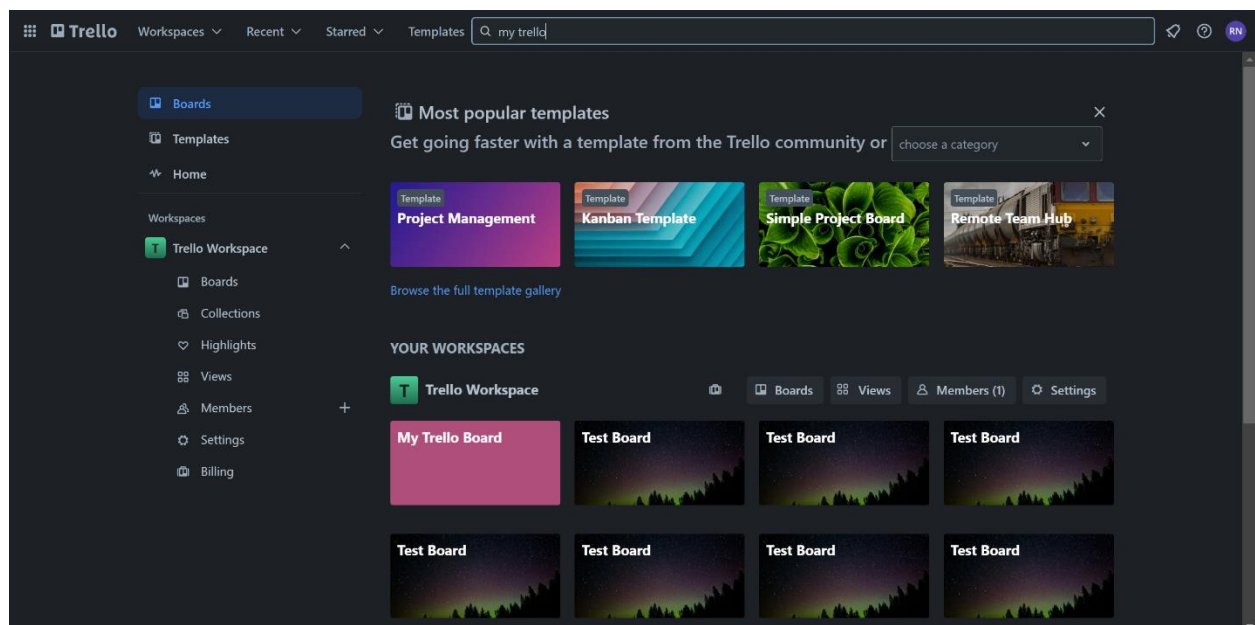 Trello Workspaces Recent Starred Templates my trello RN
Boards
Templates
Home
Workspaces
T Trello Workspace
Boards
Collections
Highlights
Views
Members
Settings
Billing
Most popular templates
Get going faster with a template from the Trello community or choose a category
Template
Project Management
Template
Kanban Template
Template
Simple Project Board
Template
Remote Team Hub
Browse the full template gallery
YOUR WORKSPACES
T Trello Workspace Boards Views Members (1) Settings
My Trello Board Test Board Test Board Test Board
Test Board Test Board Test Board Test Board